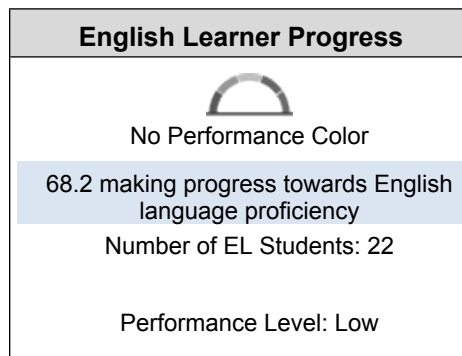 English Learner Progress
No Performance Color
68.2 making progress towards English
language proficiency
Number of EL Students: 22
Performance Level: Low